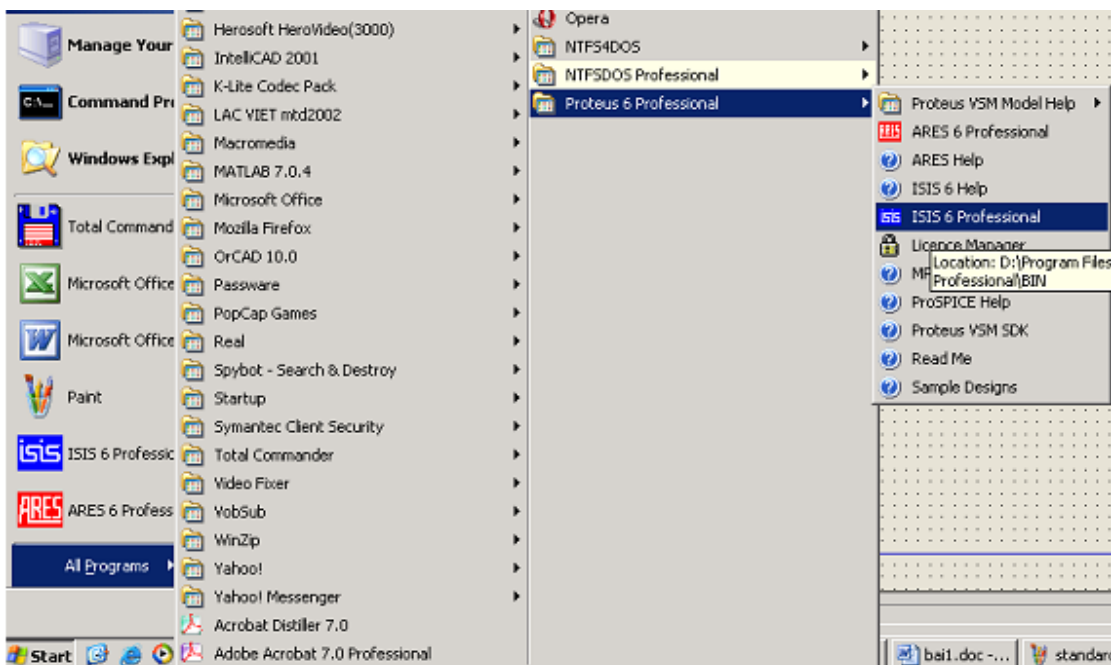 Manage Your
C:\_
Command Pro
Windows Expl
Total Command
Microsoft Office
Microsoft Office
Paint
isis
ISIS 6 Professic
ARES
ARES 6 Profess
All Programs
Start
Herosoft HeroVideo(3000)
IntelliCAD 2001
K-Lite Codec Pack
LAC VIET mtd2002
Macromedia
MATLAB 7.0.4
Microsoft Office
Mozilla Firefox
OrCAD 10.0
Passware
PopCap Games
Real
Spybot - Search & Destroy
Startup
Symantec Client Security
Total Commander
Video Fixer
VobSub
WinZip
Yahoo!
Yahoo! Messenger
Acrobat Distiller 7.0
Adobe Acrobat 7.0 Professional
Opera
NTFS4DOS
NTFSDOS Professional
Proteus 6 Professional
Proteus VSM Model Help
ARES 6 Professional
ARES Help
ISIS 6 Help
isis
ISIS 6 Professional
Licence Manager
Location: D:\Program Files
Professional\BIN
ProSPICE Help
Proteus VSM SDK
Read Me
Sample Designs
bai1.doc -...
standar